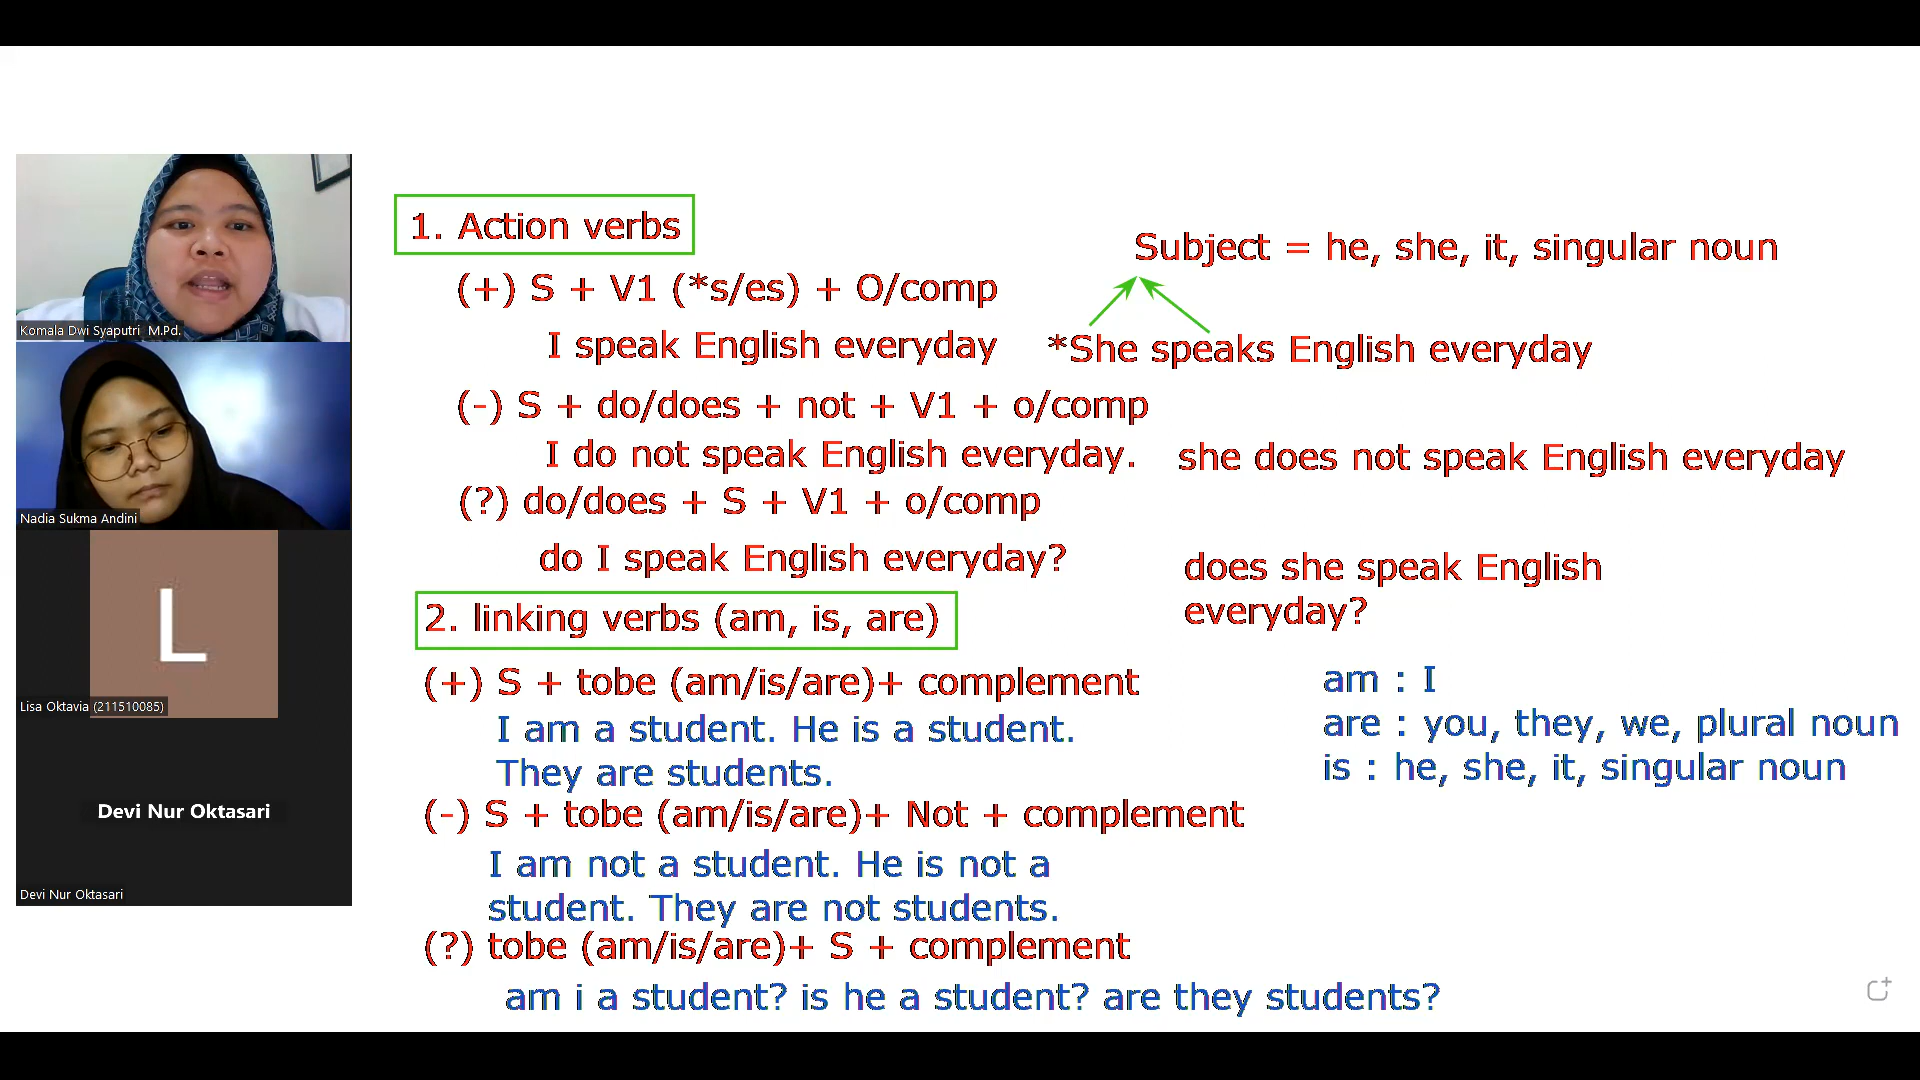 Komala Dwi Syaputri M.Pd.
Nadia Sukma Andini
L
Lisa Oktavia (211510085)
Devi Nur Oktasari
Devi Nur Oktasari
1. Action verbs
Subject = he, she, it, singular noun
(+) S + V1 (*s/es) + O/comp
I speak English everyday
*She speaks English everyday
(-) S + do/does + not + V1 + o/comp
I do not speak English everyday.
she does not speak English everyday
(?) do/does + S + V1 + o/comp
do I speak English everyday?
does she speak English
everyday?
2. linking verbs (am, is, are)
(+) S + tobe (am/is/are)+ complement
I am a student. He is a student.
They are students.
am : I
are : you, they, we, plural noun
is : he, she, it, singular noun
(-) S + tobe (am/is/are)+ Not + complement
I am not a student. He is not a
student. They are not students.
(?) tobe (am/is/are)+ S + complement
am i a student? is he a student? are they students?